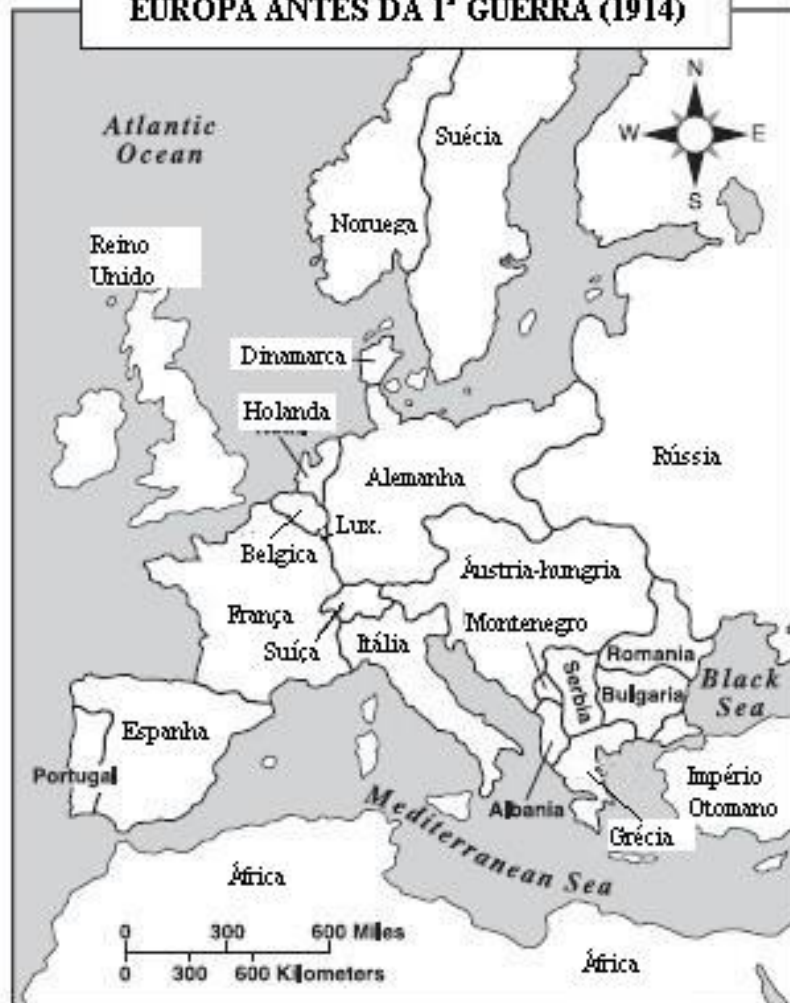 EUROPA ANTES DA 1ª GUERRA (1914)
Atlantic
Ocean
N
W
E
S
Suécia
Noruega
Reino
Unido
Dinamarca
Holanda
Alemanha
Rússia
Lux.
Belgica
Áustria-hungria
França
Suíça
Itália
Montenegro
Romania
Serbia
Bulgaria
Black
Sea
Espanha
Portugal
Albania
Império
Otomano
Grécia
Mediterranean Sea
África
África
0 300 600 Miles
0 300 600 Kilometers